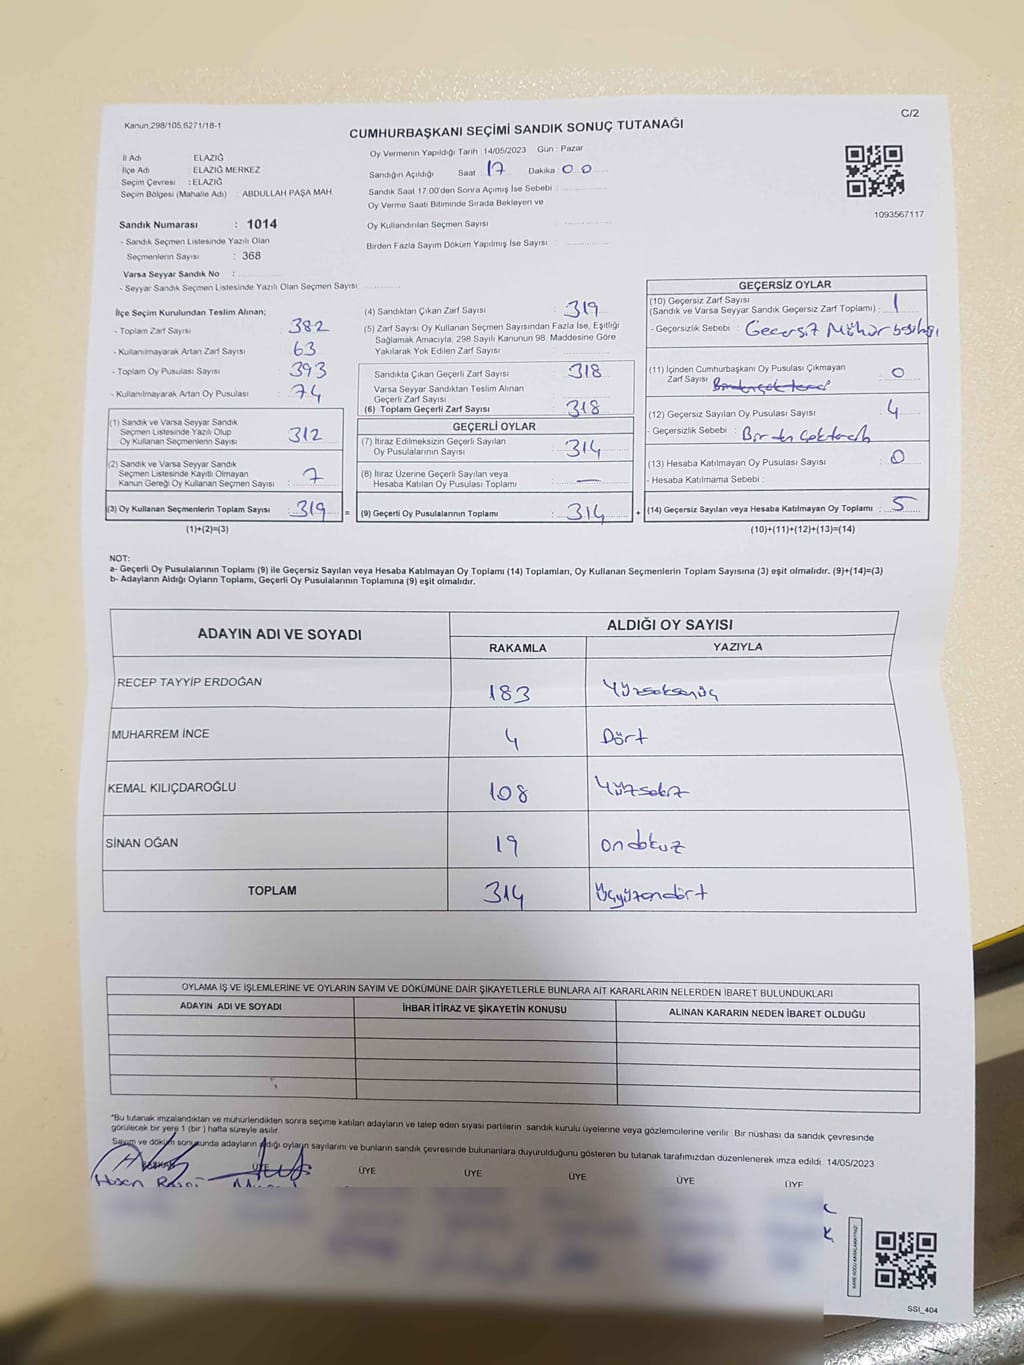 Kanun,298/105,6271/18-1
C/2
CUMHURBAŞKANI SEÇİMİ SANDIK SONUÇ TUTANAĞI
İl Adı ELAZIĞ
İlçe Adı : ELAZIĞ MERKEZ
Seçim Çevresi : ELAZIĞ
Seçim Bölgesi (Mahalle Adı) : ABDULLAH PAŞA MAH.
Sandık Numarası : 1014
- Sandık Seçmen Listesinde Yazılı Olan
Seçmenlerin Sayısı : 368
Varsa Seyyar Sandık No :
- Seyyar Sandık Seçmen Listesinde Yazılı Olan Seçmen Sayısı
Oy Vermenin Yapıldığı Tarih :14/05/2023 Gün : Pazar
Sandığın Açıldığı Saat 17 Dakika : 00
Sandık Saat 17:00'den Sonra Açımış İse Sebebi :
Oy Verme Saati Bitiminde Sırada Bekleyen ve
Oy Kullandırılan Seçmen Sayısı
Birden Fazla Sayım Döküm Yapılmış İse Sayısı
1093567117
İlçe Seçim Kurulundan Teslim Alınan;
- Toplam Zarf Sayısı : 382
- Kullanılmayarak Artan Zarf Sayısı : 63
- Toplam Oy Pusulası Sayısı : 393
- Kullanılmayarak Artan Oy Pusulası : 74
(1) Sandık ve Varsa Seyyar Sandık
Seçmen Listesinde Yazılı Olup
Oy Kullanan Seçmenlerin Sayısı : 312
(2) Sandık ve Varsa Seyyar Sandık
Seçmen Listesinde Kayıtlı Olmayan
Kanun Gereği Oy Kullanan Seçmen Sayısı : 7
(3) Oy Kullanan Seçmenlerin Toplam Sayısı : 319 =
(1)+(2)=(3)
(4) Sandıktan Çıkan Zarf Sayısı : 319
(5) Zarf Sayısı Oy Kullanan Seçmen Sayısından Fazla İse, Eşitliği
Sağlamak Amacıyla, 298 Sayılı Kanunun 98. Maddesine Göre
Yakılarak Yok Edilen Zarf Sayısı
Sandıkta Çıkan Geçerli Zarf Sayısı : 318
Varsa Seyyar Sandıktan Teslim Alınan
Geçerli Zarf Sayısı
(6) Toplam Geçerli Zarf Sayısı : 318
GEÇERLİ OYLAR
(7) İtiraz Edilmeksizin Geçerli Sayılan
Oy Pusulalarının Sayısı : 314
(8) İtiraz Üzerine Geçerli Sayılan veya
Hesaba Katılan Oy Pusulası Toplamı : —
(9) Geçerli Oy Pusulalarının Toplamı : 314 +
GEÇERSİZ OYLAR
(10) Geçersiz Zarf Sayısı
(Sandık ve Varsa Seyyar Sandık Geçersiz Zarf Toplamı) : 1
- Geçersizlik Sebebi : Geçersiz Mühür
(11) İçinden Cumhurbaşkanı Oy Pusulası Çıkmayan
Zarf Sayısı : 0
(12) Geçersiz Sayılan Oy Pusulası Sayısı : 4
- Geçersizlik Sebebi : Birden çok tercih
(13) Hesaba Katılmayan Oy Pusulası Sayısı : 0
- Hesaba Katılmama Sebebi :
(14) Geçersiz Sayılan veya Hesaba Katılmayan Oy Toplamı : 5
(10)+(11)+(12)+(13)=(14)
NOT:
a- Geçerli Oy Pusulalarının Toplamı (9) ile Geçersiz Sayılan veya Hesaba Katılmayan Oy Toplamı (14) Toplamları, Oy Kullanan Seçmenlerin Toplam Sayısına (3) eşit olmalıdır. (9)+(14)=(3)
b- Adayların Aldığı Oyların Toplamı, Geçerli Oy Pusulalarının Toplamına (9) eşit olmalıdır.
ADAYIN ADI VE SOYADI
ALDIĞI OY SAYISI
RAKAMLA YAZIYLA
RECEP TAYYİP ERDOĞAN 183 Yüzseksenüç
MUHARREM İNCE 4 Dört
KEMAL KILIÇDAROĞLU 108 Yüzsekiz
SİNAN OĞAN 19 ondokuz
TOPLAM 314 Üçyüzondört
OYLAMA İŞ VE İŞLEMLERİNE VE OYLARIN SAYIM VE DÖKÜMÜNE DAİR ŞİKAYETLERLE BUNLARA AİT KARARLARIN NELERDEN İBARET BULUNDUKLARI
ADAYIN ADI VE SOYADI İHBAR İTİRAZ VE ŞİKAYETİN KONUSU ALINAN KARARIN NEDEN İBARET OLDUĞU
"Bu tutanak imzalandıktan ve mühürlendikten sonra seçime katılan adayların ve talep eden siyasi partilerin sandık kurulu üyelerine veya gözlemcilerine verilir. Bir nüshası da sandık çevresinde
görülecek bir yere 1 (bir) hafta süreyle asılır.
Sayım ve döküm sonucunda adayların aldığı oyların sayılarını ve bunların sandık çevresinde bulunanlara duyurulduğunu gösteren bu tutanak tarafımızdan düzenlenerek imza edildi. 14/05/2023
BAŞKAN ÜYE ÜYE ÜYE ÜYE ÜYE ÜYE
SSI_404